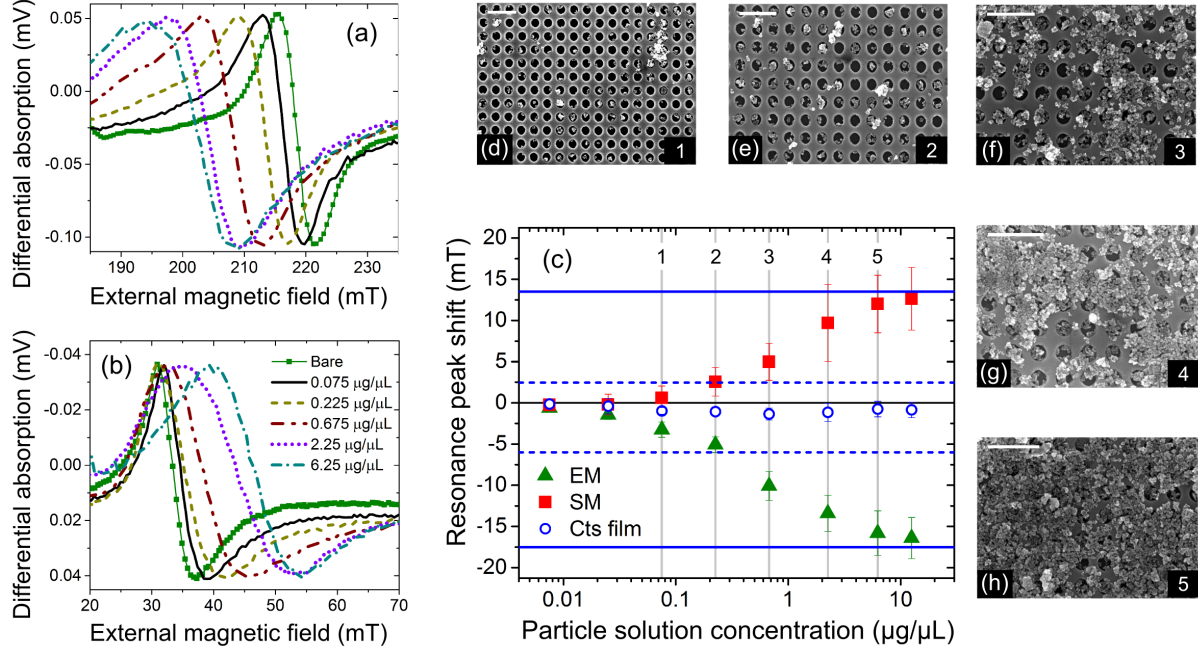 (a)
Differential absorption (mV)
0.05
0.00
-0.05
-0.10
190 200 210 220 230
External magnetic field (mT)
(b)
Differential absorption (mV)
-0.04
-0.02
0.00
0.02
0.04
20 30 40 50 60 70
External magnetic field (mT)
Bare
0.075 µg/µL
0.225 µg/µL
0.675 µg/µL
2.25 µg/µL
6.25 µg/µL
(d) 1
(e) 2
(f) 3
(c) 1 2 3 4 5
Resonance peak shift (mT)
20
15
10
5
0
-5
-10
-15
-20
EM
SM
Cts film
0.01 0.1 1 10
Particle solution concentration (µg/µL)
(g) 4
(h) 5